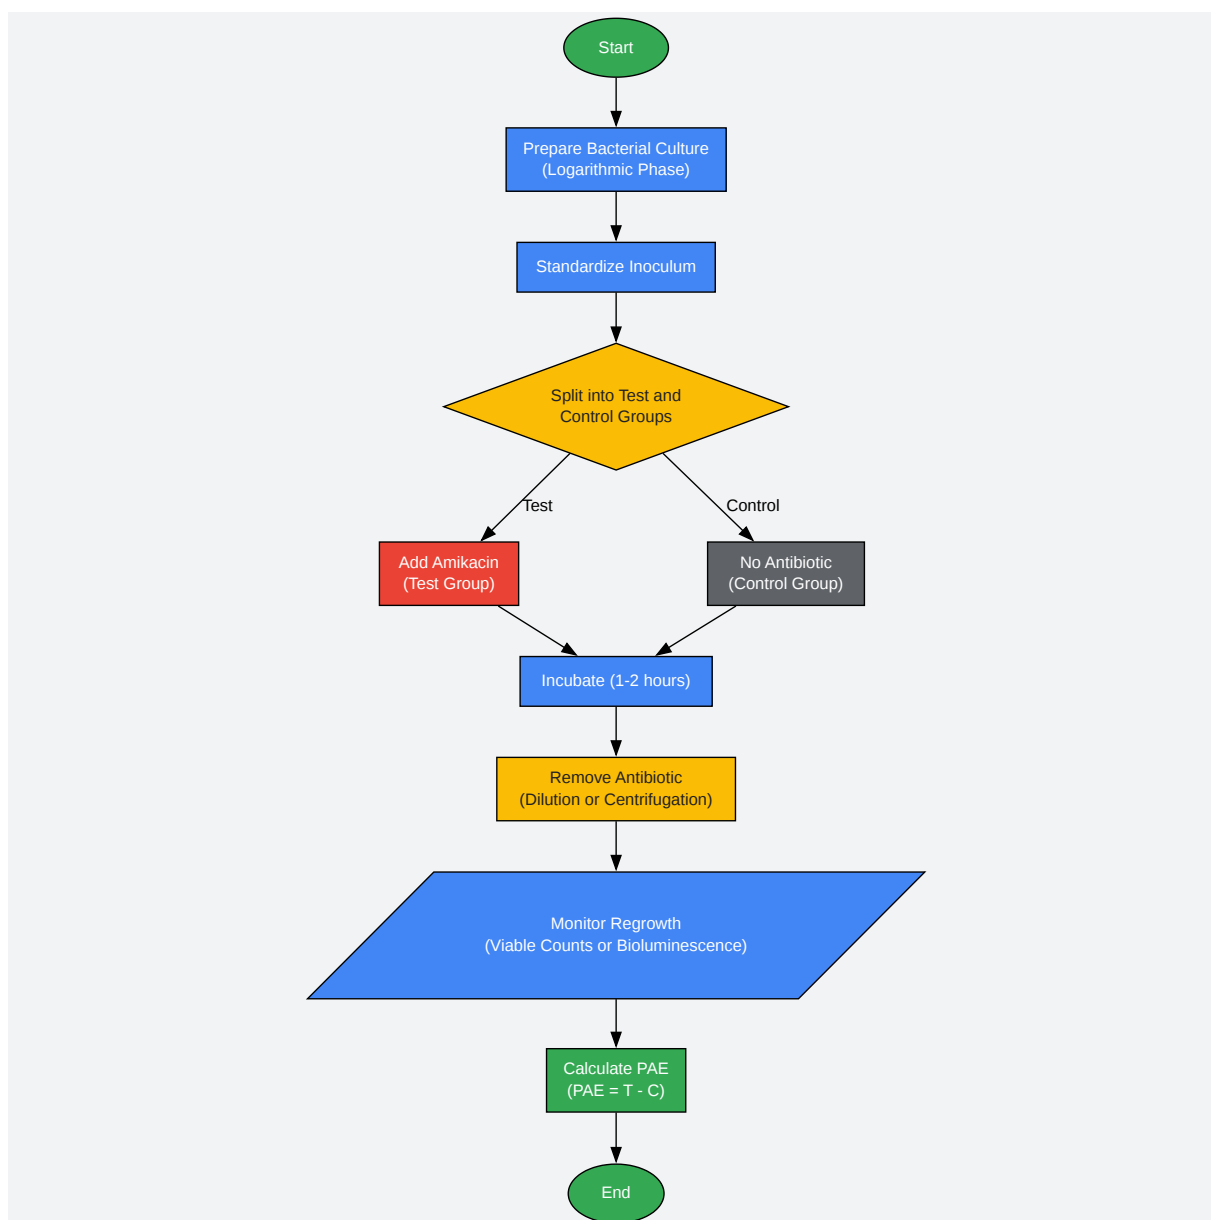 Start
Prepare Bacterial Culture
(Logarithmic Phase)
Standardize Inoculum
Split into Test and
Control Groups
Test
Control
Add Amikacin
(Test Group)
No Antibiotic
(Control Group)
Incubate (1-2 hours)
Remove Antibiotic
(Dilution or Centrifugation)
Monitor Regrowth
(Viable Counts or Bioluminescence)
Calculate PAE
(PAE = T - C)
End